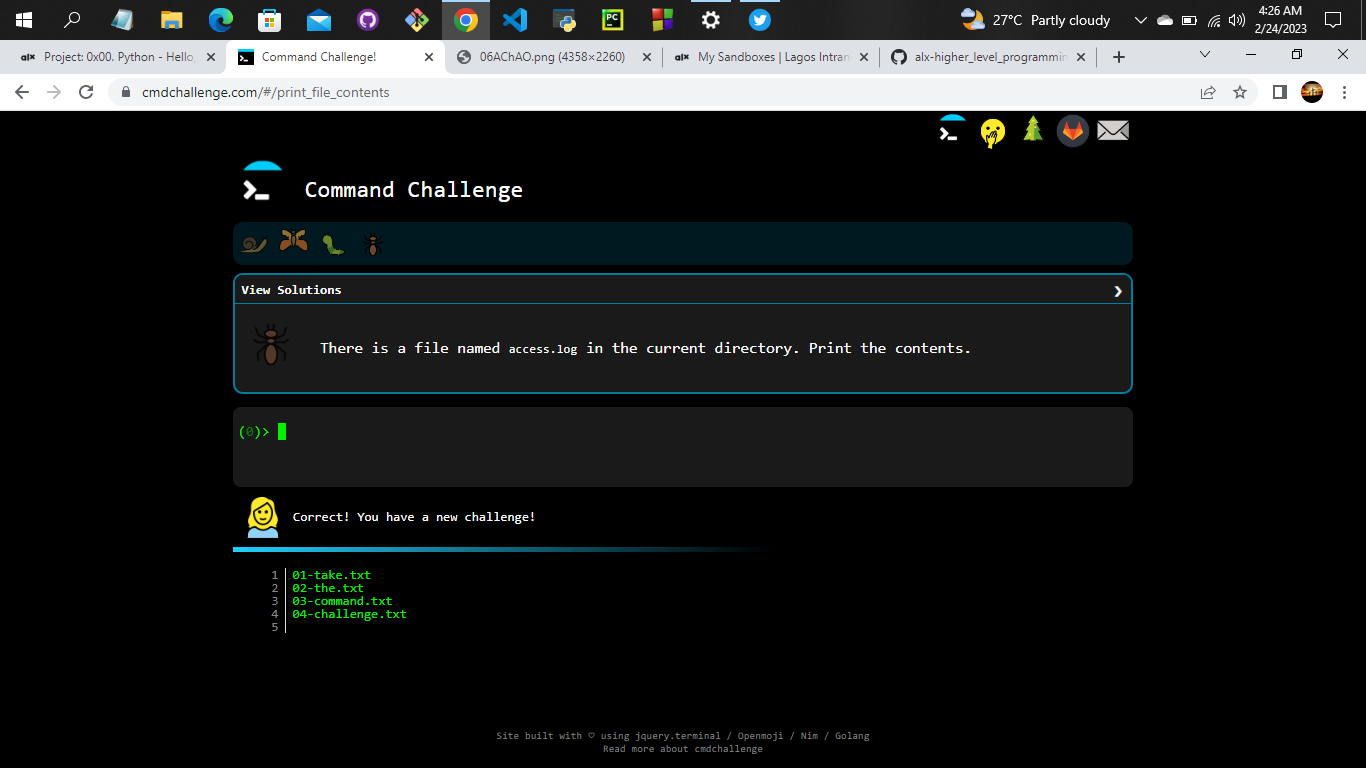 27°C Partly cloudy
4:26 AM
2/24/2023
Project: 0x00. Python - Hello,
Command Challenge!
06AChAO.png (4358×2260)
My Sandboxes | Lagos Intran
alx-higher_level_programmin
cmdchallenge.com/#/print_file_contents
Command Challenge
View Solutions
There is a file named access.log in the current directory. Print the contents.
(0)>
Correct! You have a new challenge!
1 01-take.txt
2 02-the.txt
3 03-command.txt
4 04-challenge.txt
5
Site built with ♡ using jquery.terminal / Openmoji / Nim / Golang
Read more about cmdchallenge